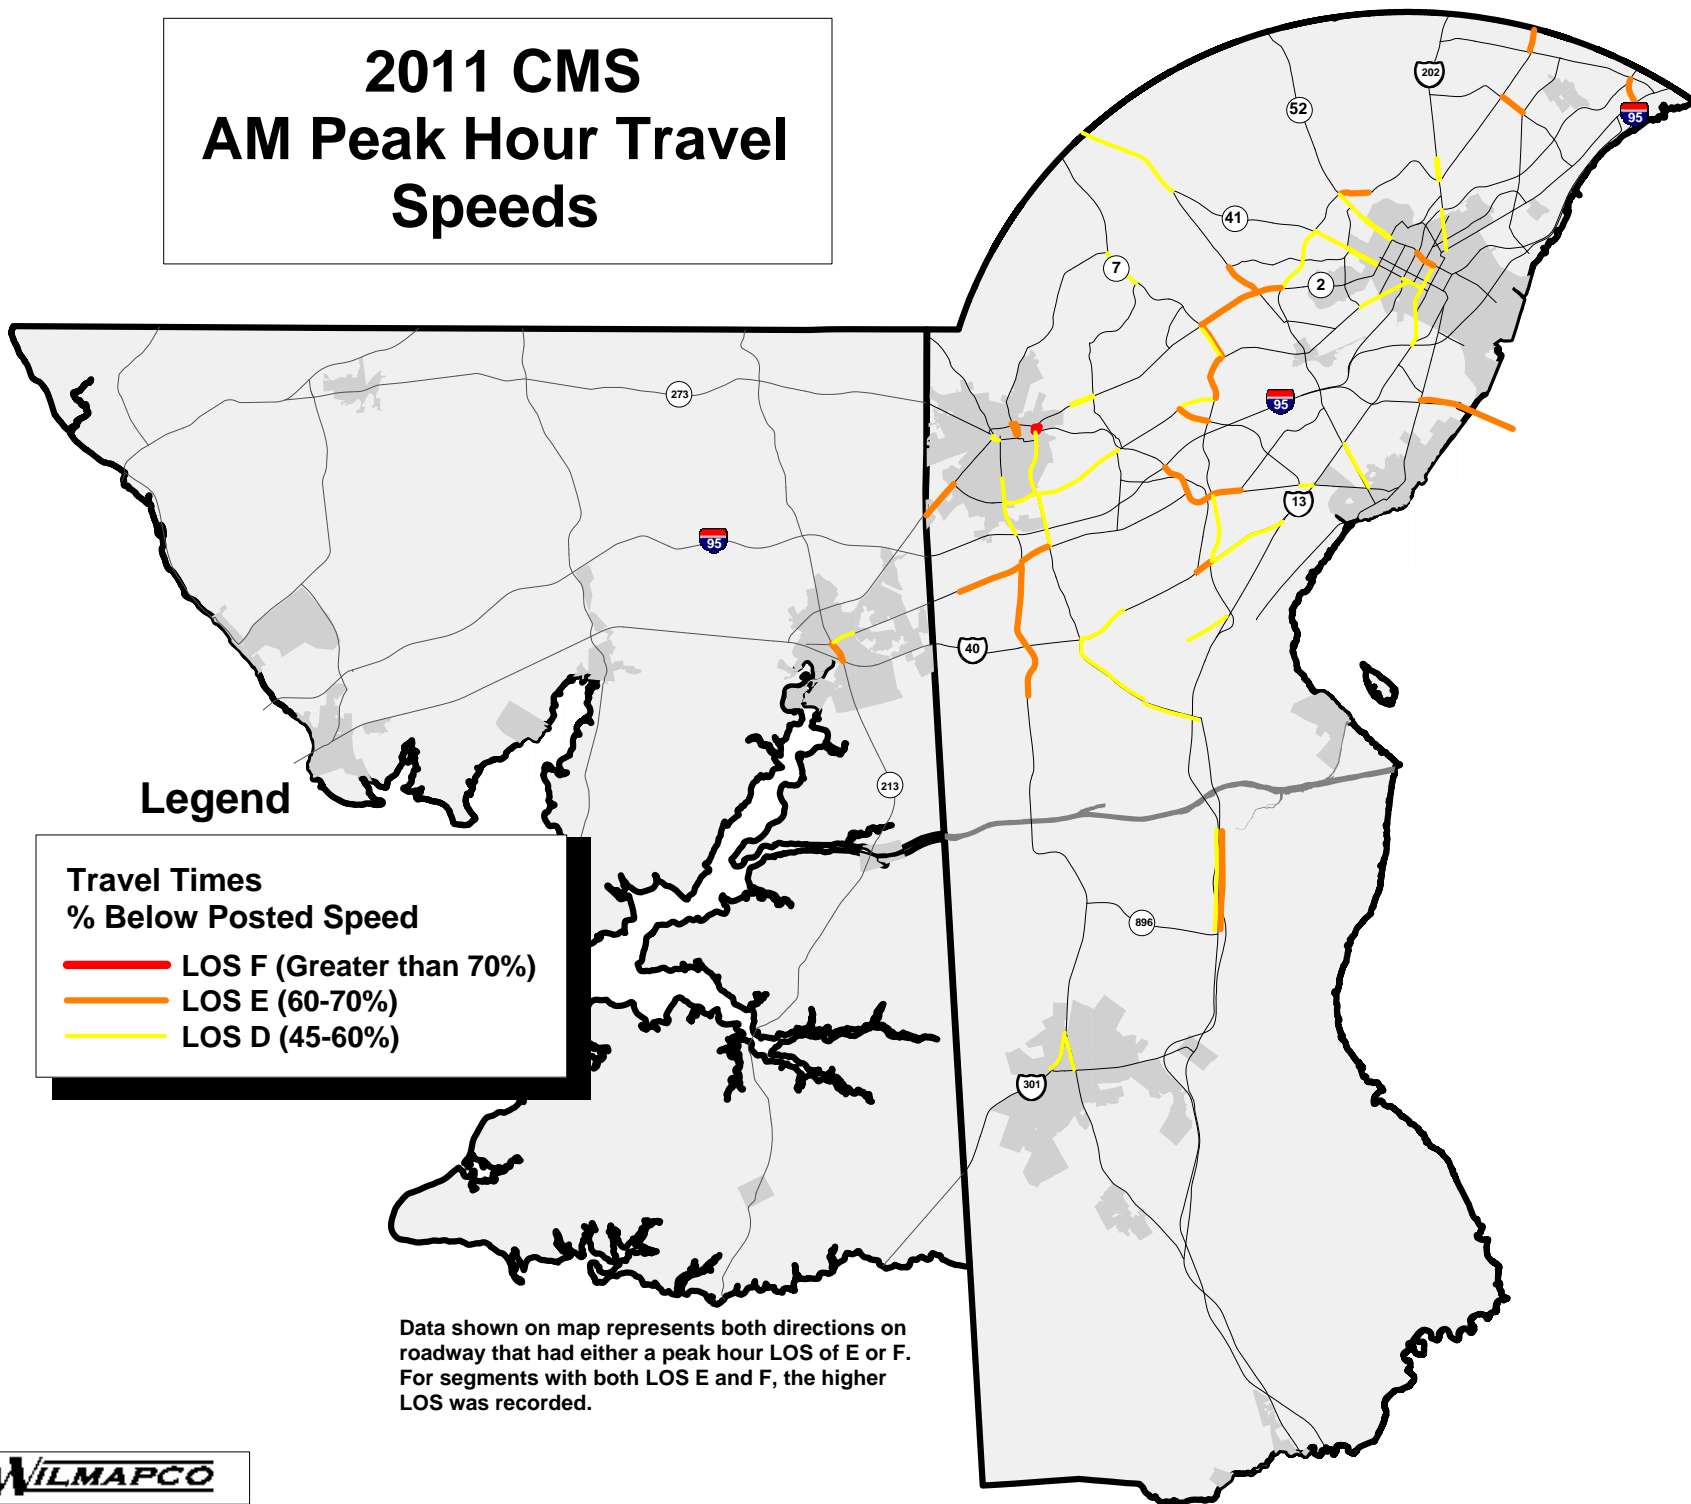 2011 CMS
AM Peak Hour Travel
Speeds
202
52
95
41
7
2
273
95
13
95
40
213
Legend
Travel Times
% Below Posted Speed
LOS F (Greater than 70%)
LOS E (60-70%)
LOS D (45-60%)
896
301
Data shown on map represents both directions on
roadway that had either a peak hour LOS of E or F.
For segments with both LOS E and F, the higher
LOS was recorded.
WILMAPCO